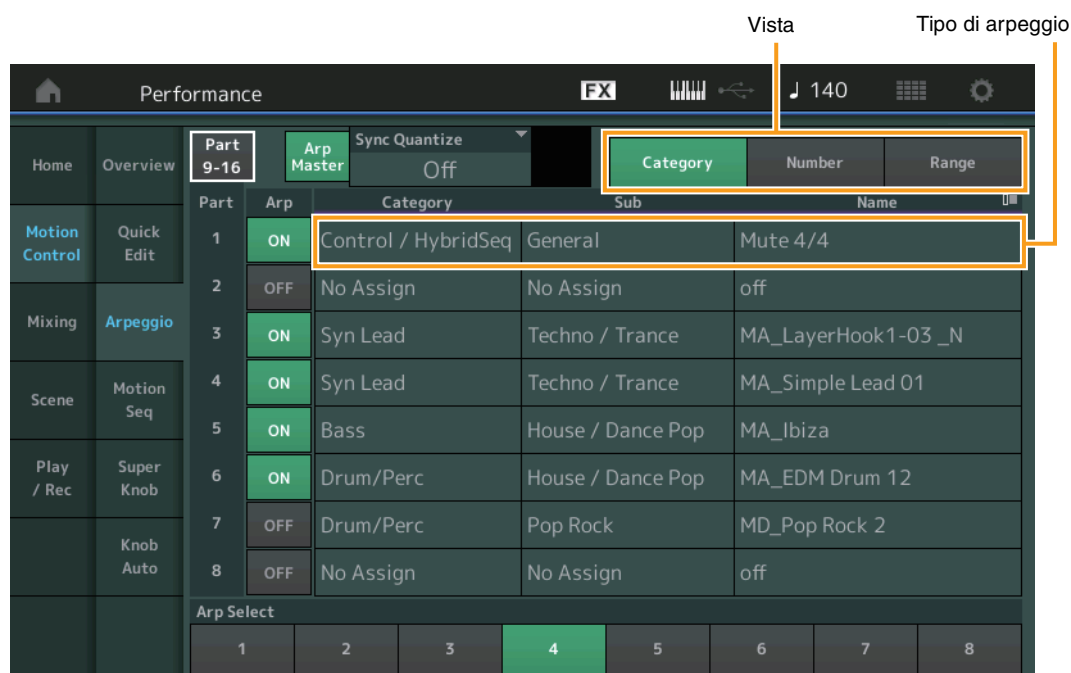 Vista
Tipo di arpeggio
Performance
FX
♩ 140
Home
Overview
Part
9-16
Arp
Master
Sync Quantize
Off
Category
Number
Range
Part
Arp
Category
Sub
Name
Motion
Control
Quick
Edit
1
ON
Control / HybridSeq
General
Mute 4/4
2
OFF
No Assign
No Assign
off
Mixing
Arpeggio
3
ON
Syn Lead
Techno / Trance
MA_LayerHook1-03 _N
Scene
Motion
Seq
4
ON
Syn Lead
Techno / Trance
MA_Simple Lead 01
5
ON
Bass
House / Dance Pop
MA_Ibiza
Play
/ Rec
Super
Knob
6
ON
Drum/Perc
House / Dance Pop
MA_EDM Drum 12
7
OFF
Drum/Perc
Pop Rock
MD_Pop Rock 2
Knob
Auto
8
OFF
No Assign
No Assign
off
Arp Select
1
2
3
4
5
6
7
8